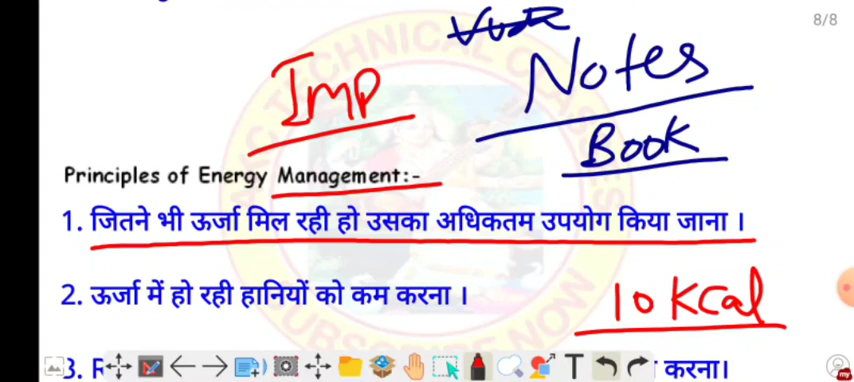 8/8
Imp
Notes
Book
Principles of Energy Management:-
1. जितने भी ऊर्जा मिल रही हो उसका अधिकतम उपयोग किया जाना ।
2. ऊर्जा में हो रही हानियों को कम करना ।
10 Kcal
3. करना।